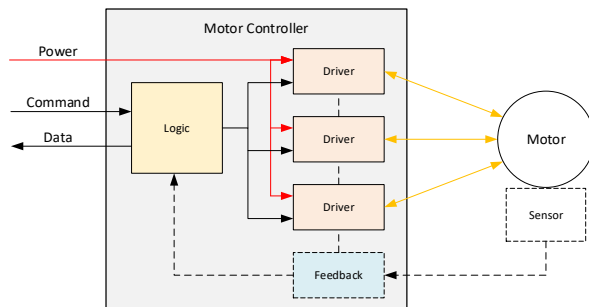 Motor Controller
Power
Driver
Command
Logic
Data
Driver
Motor
Driver
Sensor
Feedback